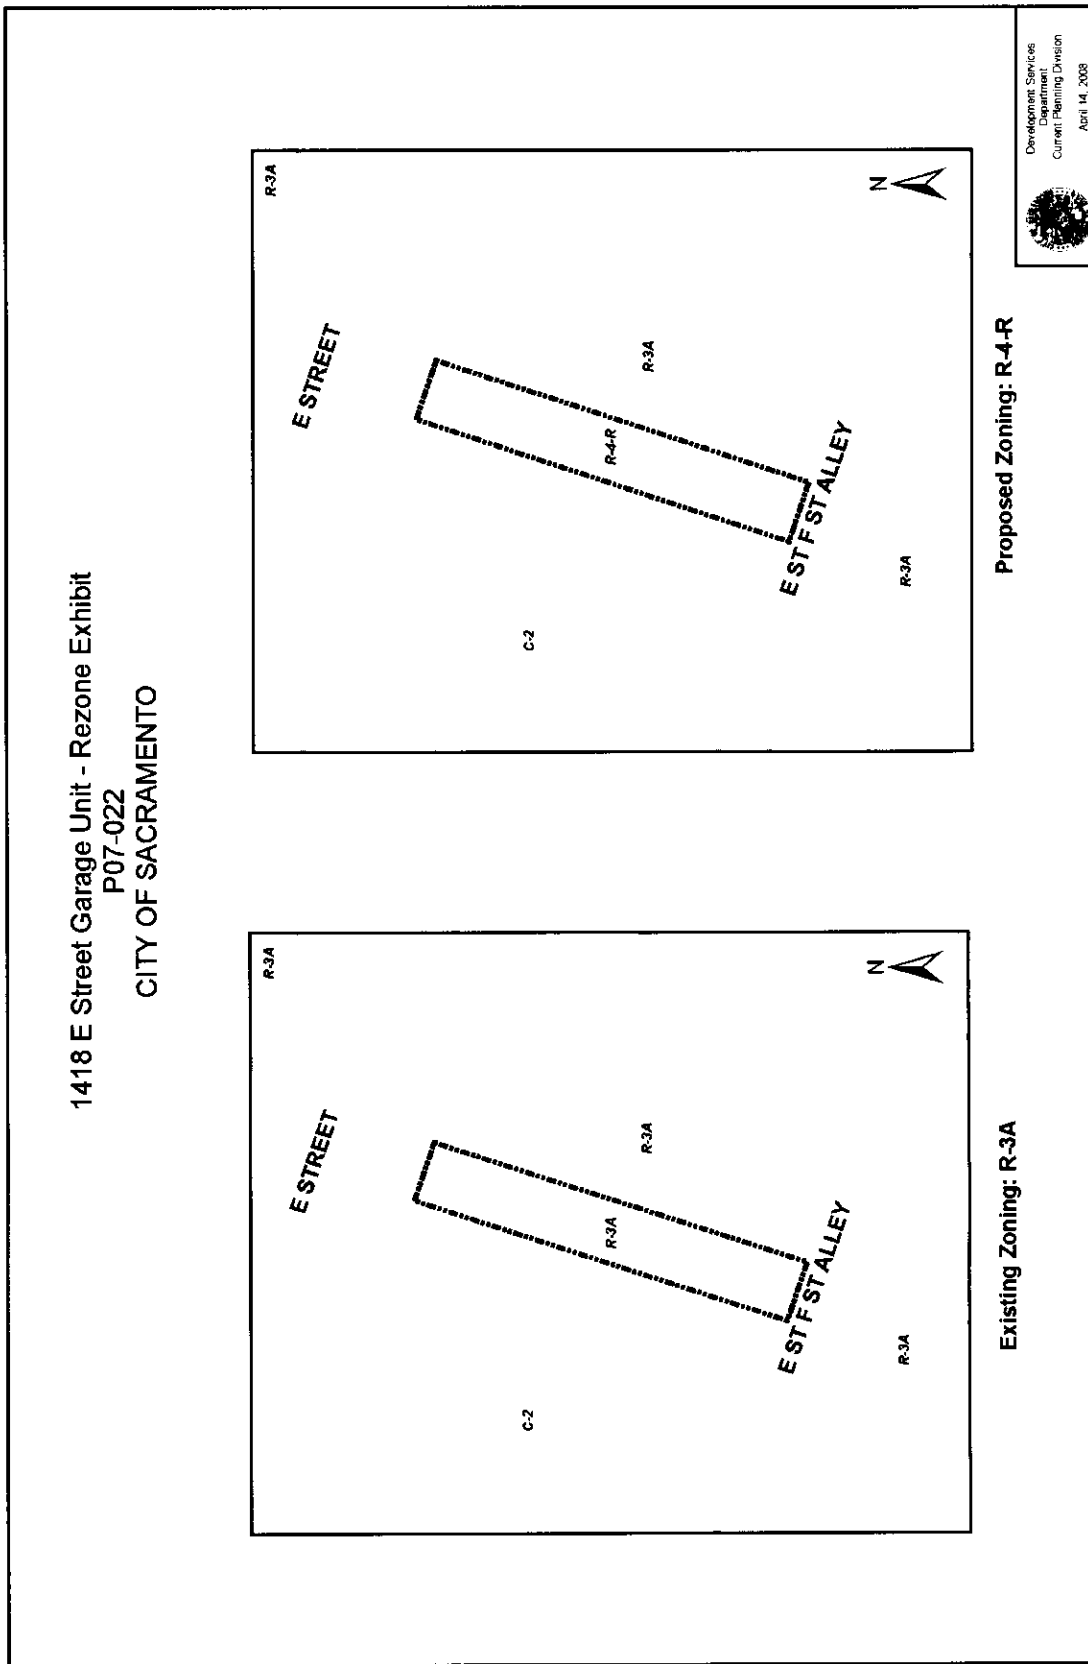 1418 E Street Garage Unit - Rezone Exhibit
P07-022
CITY OF SACRAMENTO
R-3A
E STREET
C-2
R-3A
R-3A
E ST F ST ALLEY
R-3A
N
Existing Zoning: R-3A
R-3A
E STREET
C-2
R-4-R
R-3A
E ST F ST ALLEY
R-3A
N
Proposed Zoning: R-4-R
Development Services
Department
Current Planning Division
April 14, 2008